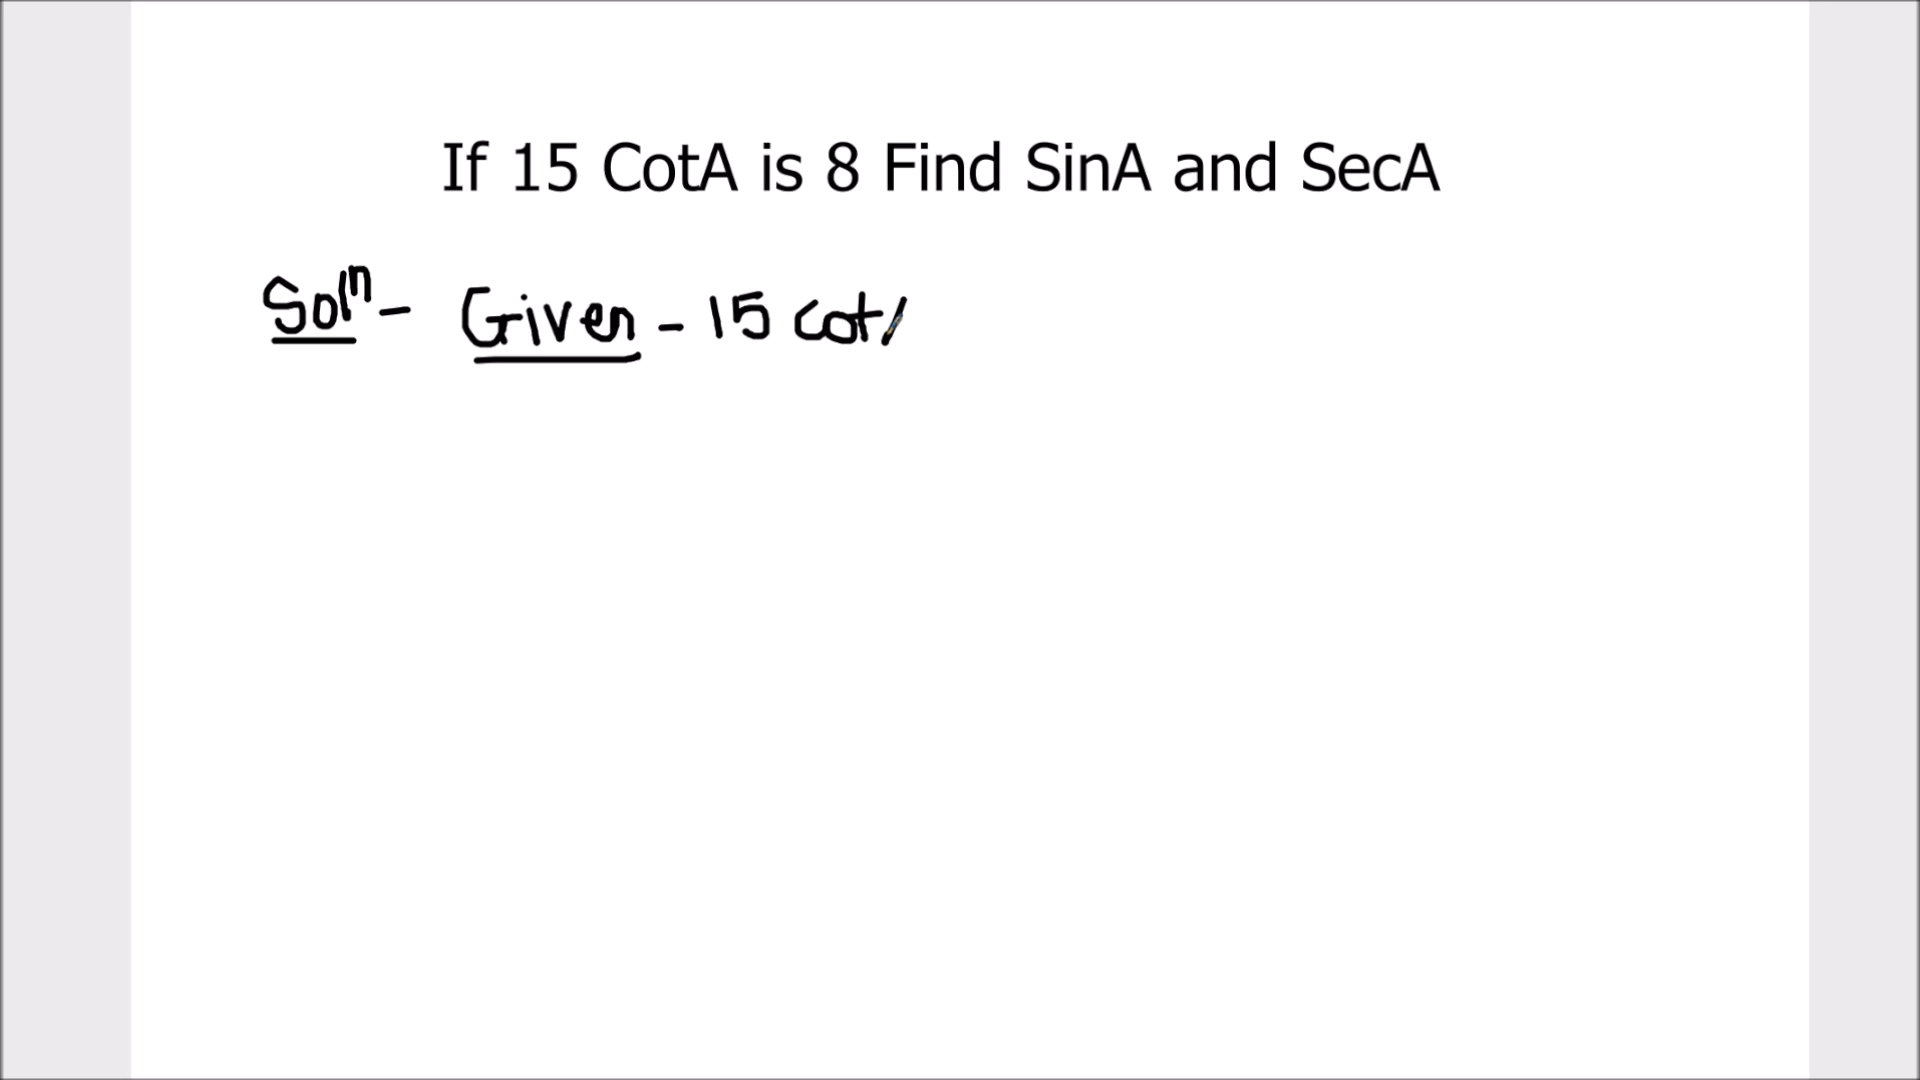 If 15 CotA is 8 Find SinA and SecA
Solⁿ - Given - 15 cot